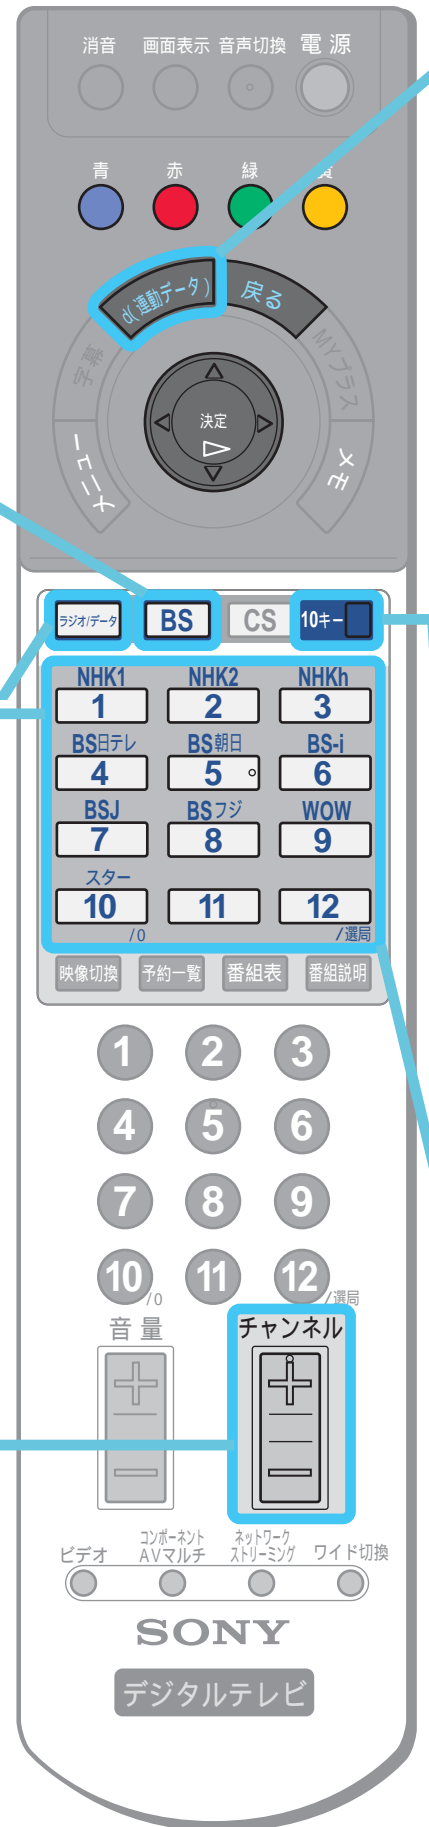 消音 画面表示 音声切換 電源
青 赤 緑 黄
d(連動データ) 戻る
字幕 MYプラス
決定
メニュー メモ
ラジオ/データ BS CS 10キー
NHK1 NHK2 NHKh
1 2 3
BS日テレ BS朝日 BS-i
4 5 6
BSJ BSフジ WOW
7 8 9
スター
10 11 12
/0 /選局
映像切換 予約一覧 番組表 番組説明
1 2 3
4 5 6
7 8 9
10 /0 11 12 /選局
音量 チャンネル
ビデオ コンポーネント AVマルチ ネットワーク ストリーミング ワイド切換
SONY
デジタルテレビ